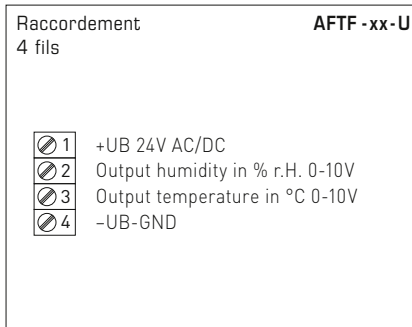 Raccordement AFTF - xx - U
4 fils
1 +UB 24V AC/DC
2 Output humidity in % r.H. 0-10V
3 Output temperature in °C 0-10V
4 –UB-GND